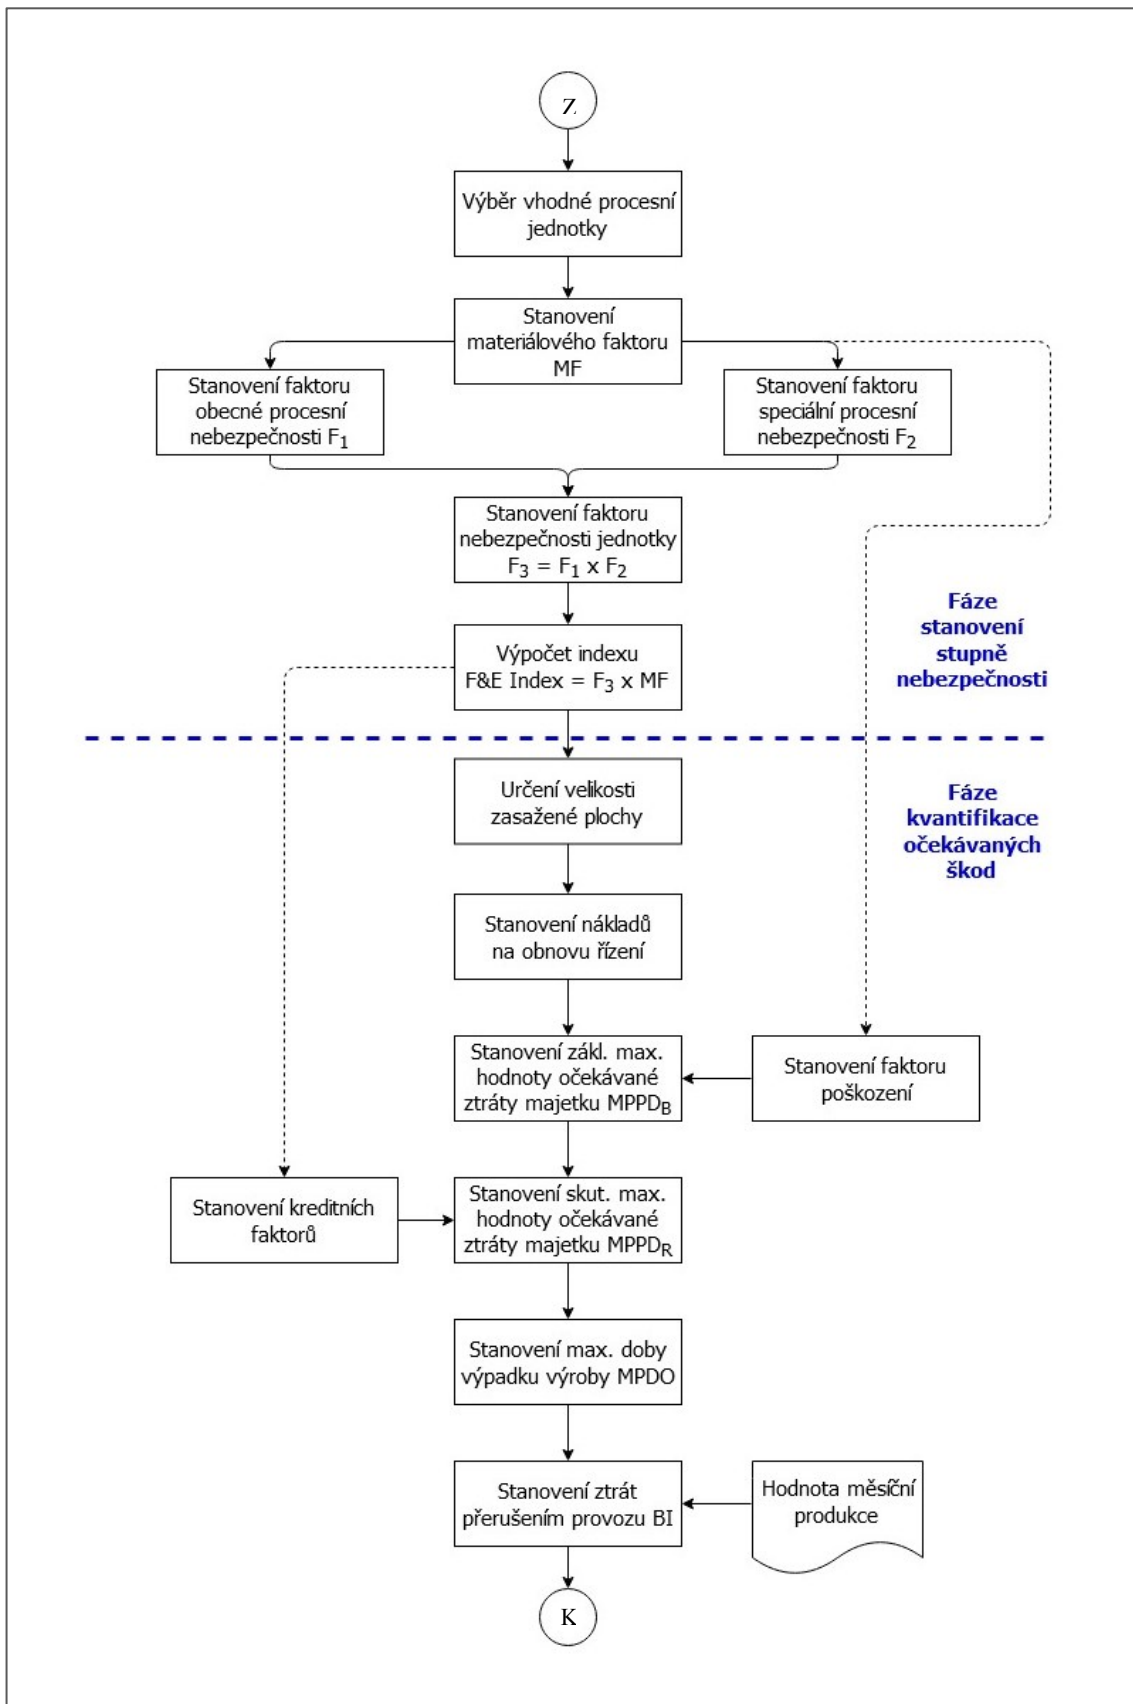 Z
Výběr vhodné procesní
jednotky
Stanovení
materiálového faktoru
MF
Stanovení faktoru
obecné procesní
nebezpečnosti F₁
Stanovení faktoru
speciální procesní
nebezpečnosti F₂
Stanovení faktoru
nebezpečnosti jednotky
F₃ = F₁ x F₂
Fáze
stanovení
stupně
nebezpečnosti
Výpočet indexu
F&E Index = F₃ x MF
Určení velikosti
zasažené plochy
Fáze
kvantifikace
očekávaných
škod
Stanovení nákladů
na obnovu řízení
Stanovení zákl. max.
hodnoty očekávané
ztráty majetku MPPD_B
Stanovení faktoru
poškození
Stanovení kreditních
faktorů
Stanovení skut. max.
hodnoty očekávané
ztráty majetku MPPD_R
Stanovení max. doby
výpadku výroby MPDO
Stanovení ztrát
přerušením provozu BI
Hodnota měsíční
produkce
K